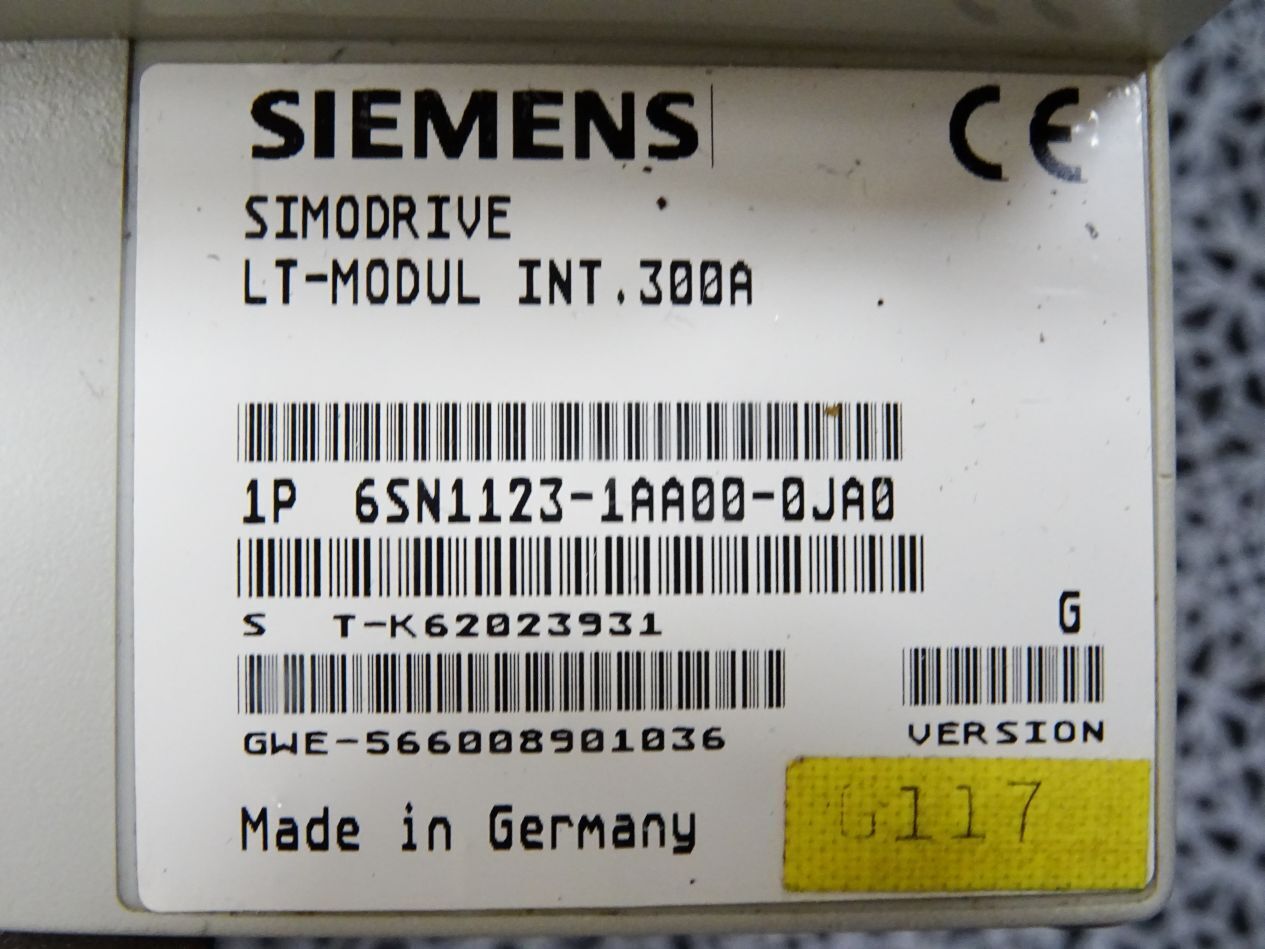 SIEMENS
CE
SIMODRIVE
LT-MODUL INT.300A
1P 6SN1123-1AA00-0JA0
S T-K62023931
G
GWE-566008901036
VERSION
Made in Germany
G117